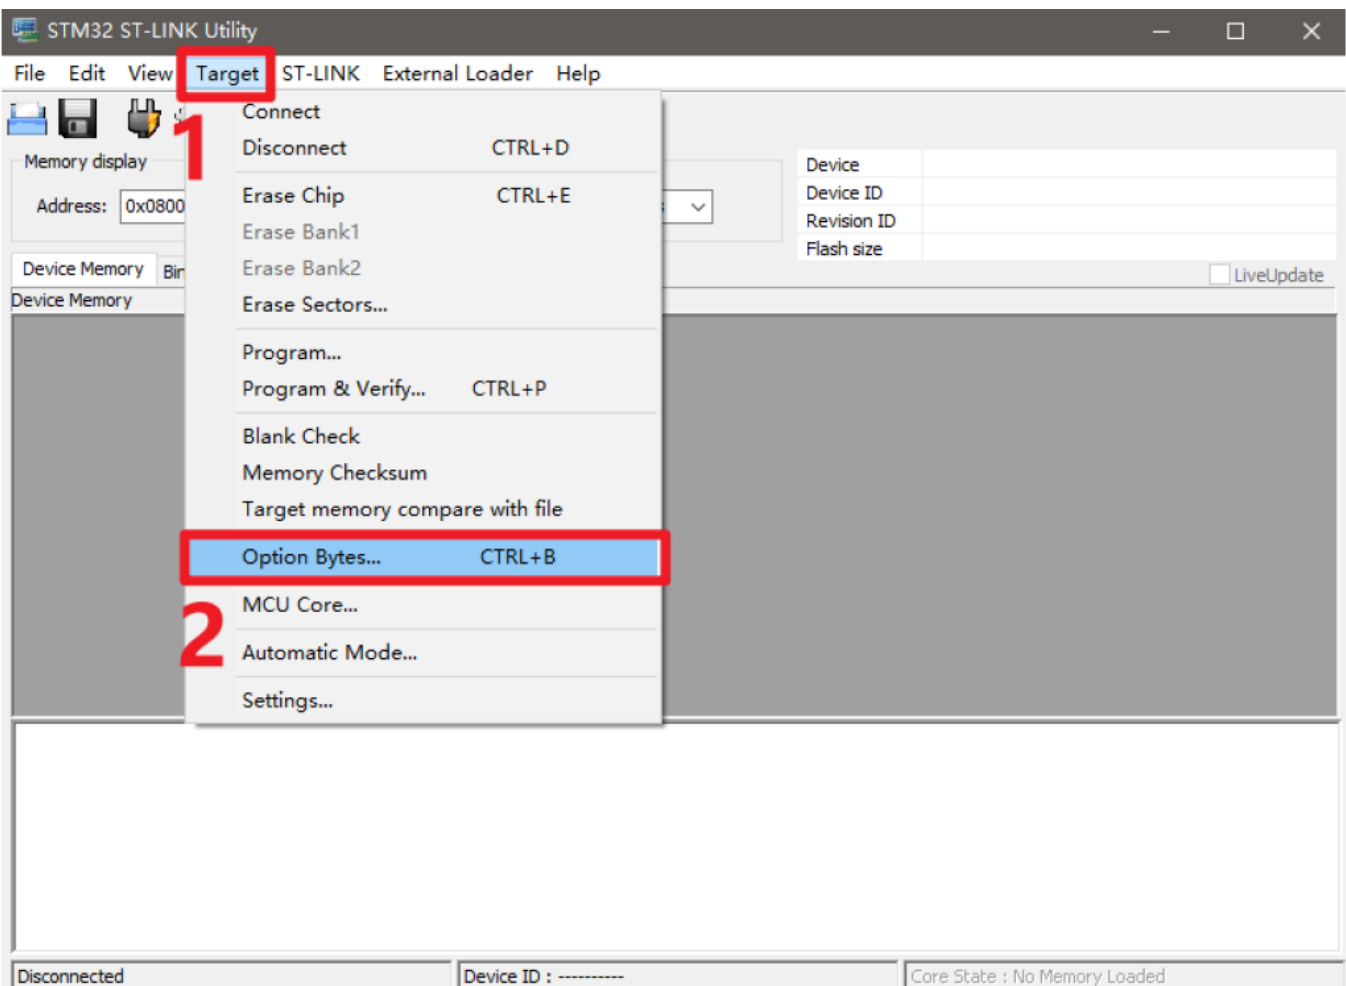 STM32 ST-LINK Utility
File Edit View Target ST-LINK External Loader Help
1
Connect
Disconnect CTRL+D
Erase Chip CTRL+E
Erase Bank1
Erase Bank2
Erase Sectors...
Program...
Program & Verify... CTRL+P
Blank Check
Memory Checksum
Target memory compare with file
Option Bytes... CTRL+B
2
MCU Core...
Automatic Mode...
Settings...
Memory display
Address: 0x0800
Device
Device ID
Revision ID
Flash size
LiveUpdate
Device Memory
Device Memory
Disconnected Device ID : ---------- Core State : No Memory Loaded